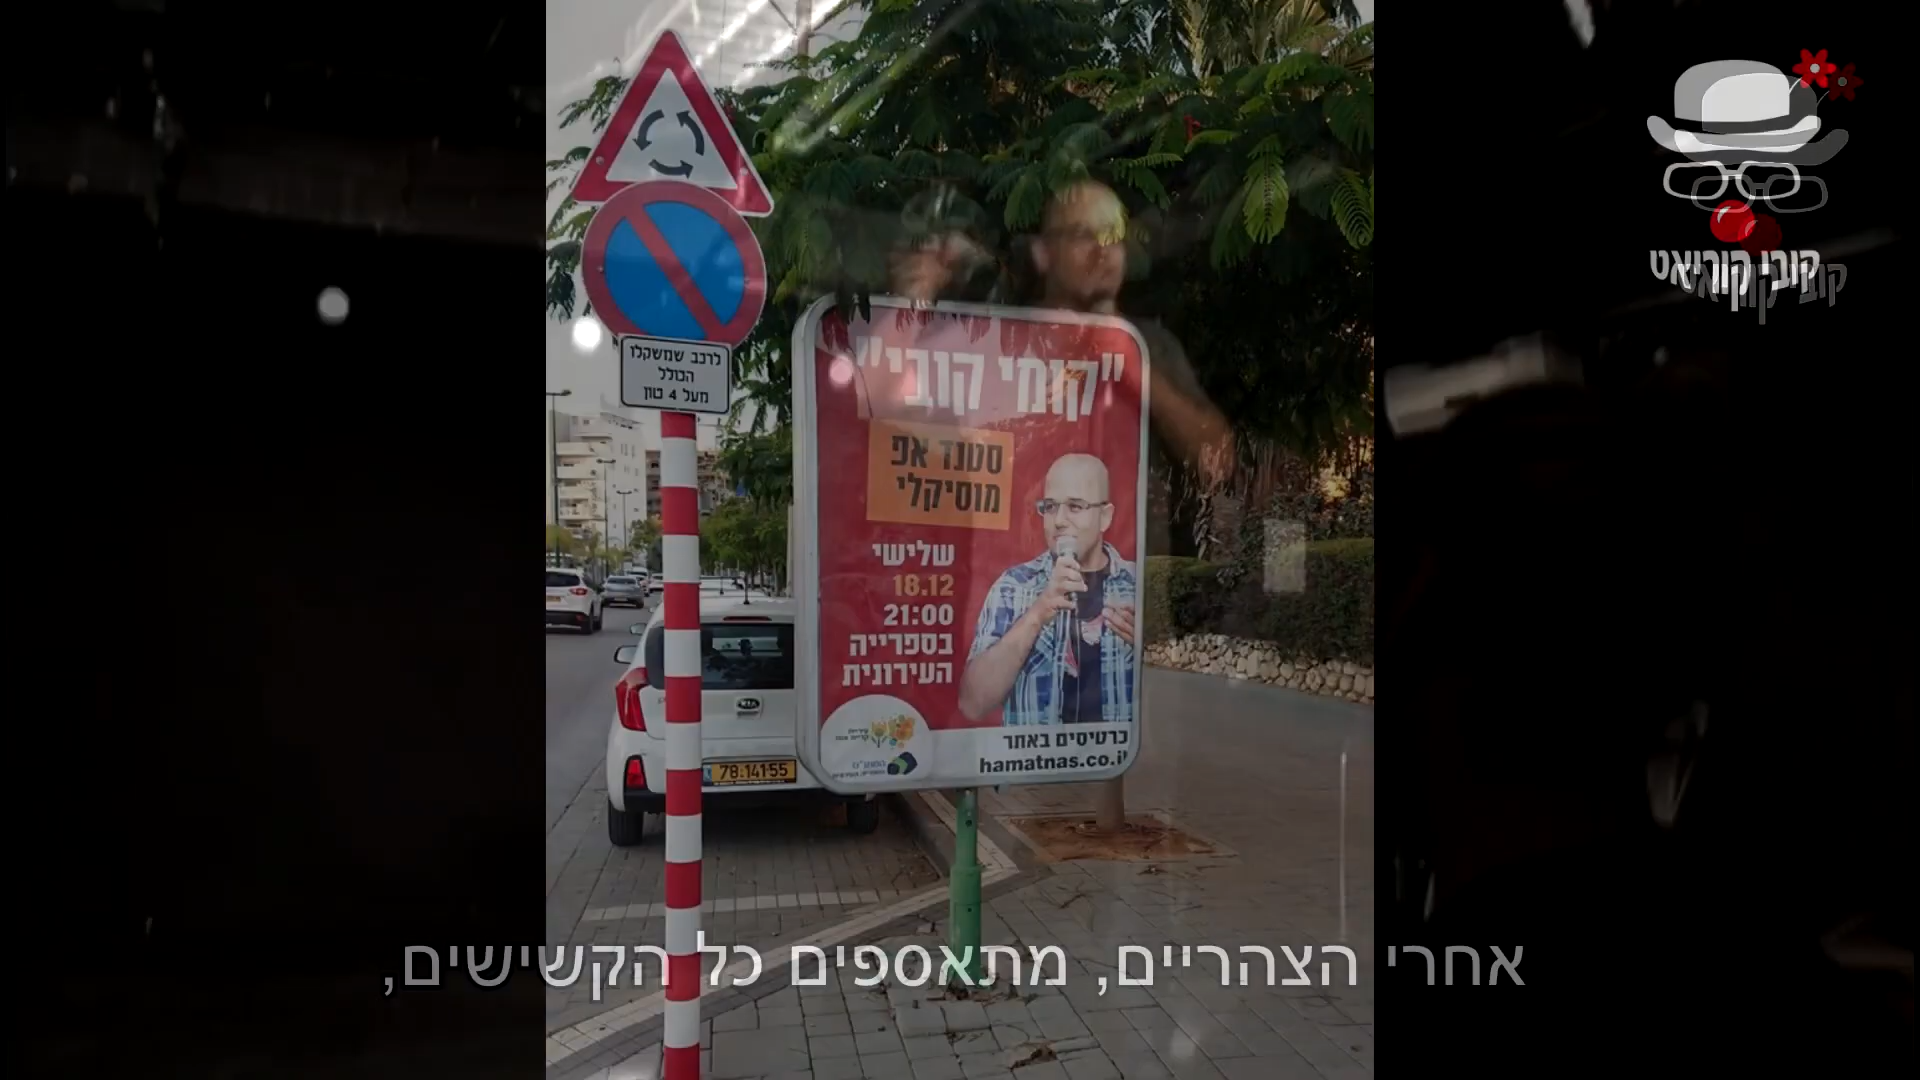 קובי קוריאט
לרכב שמשקלו
הכולל
מעל 4 טון
"קומי קובי"
סטנד אפ
מוסיקלי
שלישי
18.12
21:00
בספרייה
העירונית
כרטיסים באתר
hamatnas.co.il
KIA
78-141-55
אחרי הצהריים, מתאספים כל הקשישים,